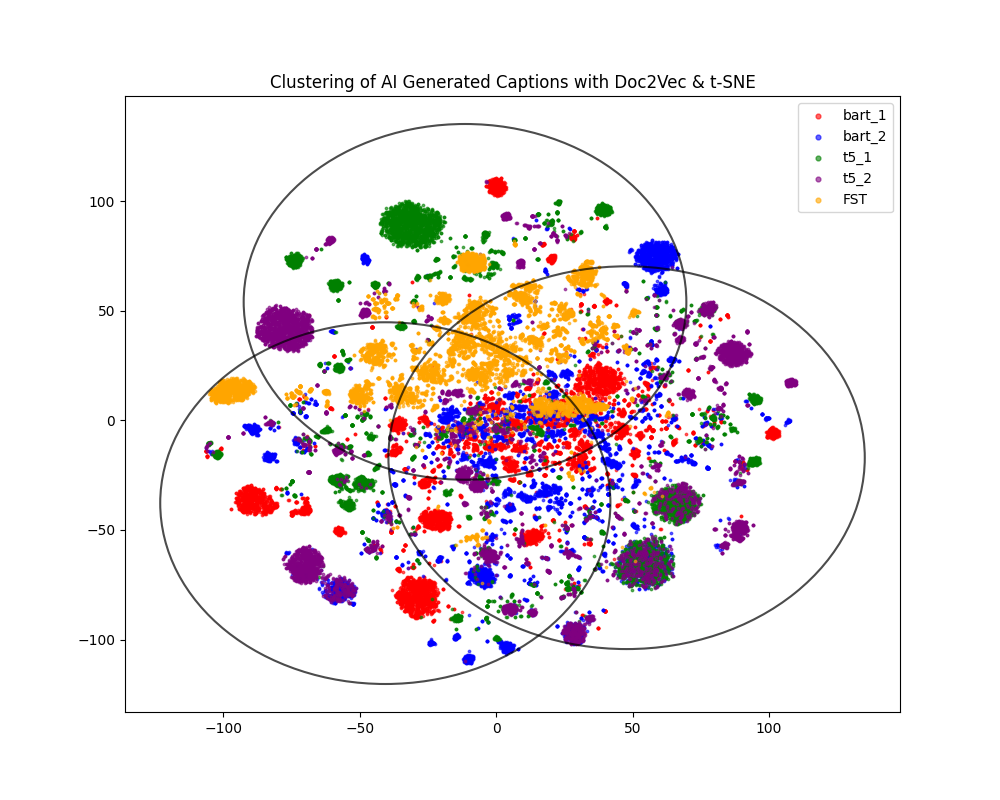 Clustering of AI Generated Captions with Doc2Vec & t-SNE
bart_1
bart_2
t5_1
t5_2
FST
100
50
0
−50
−100
−100
−50
0
50
100